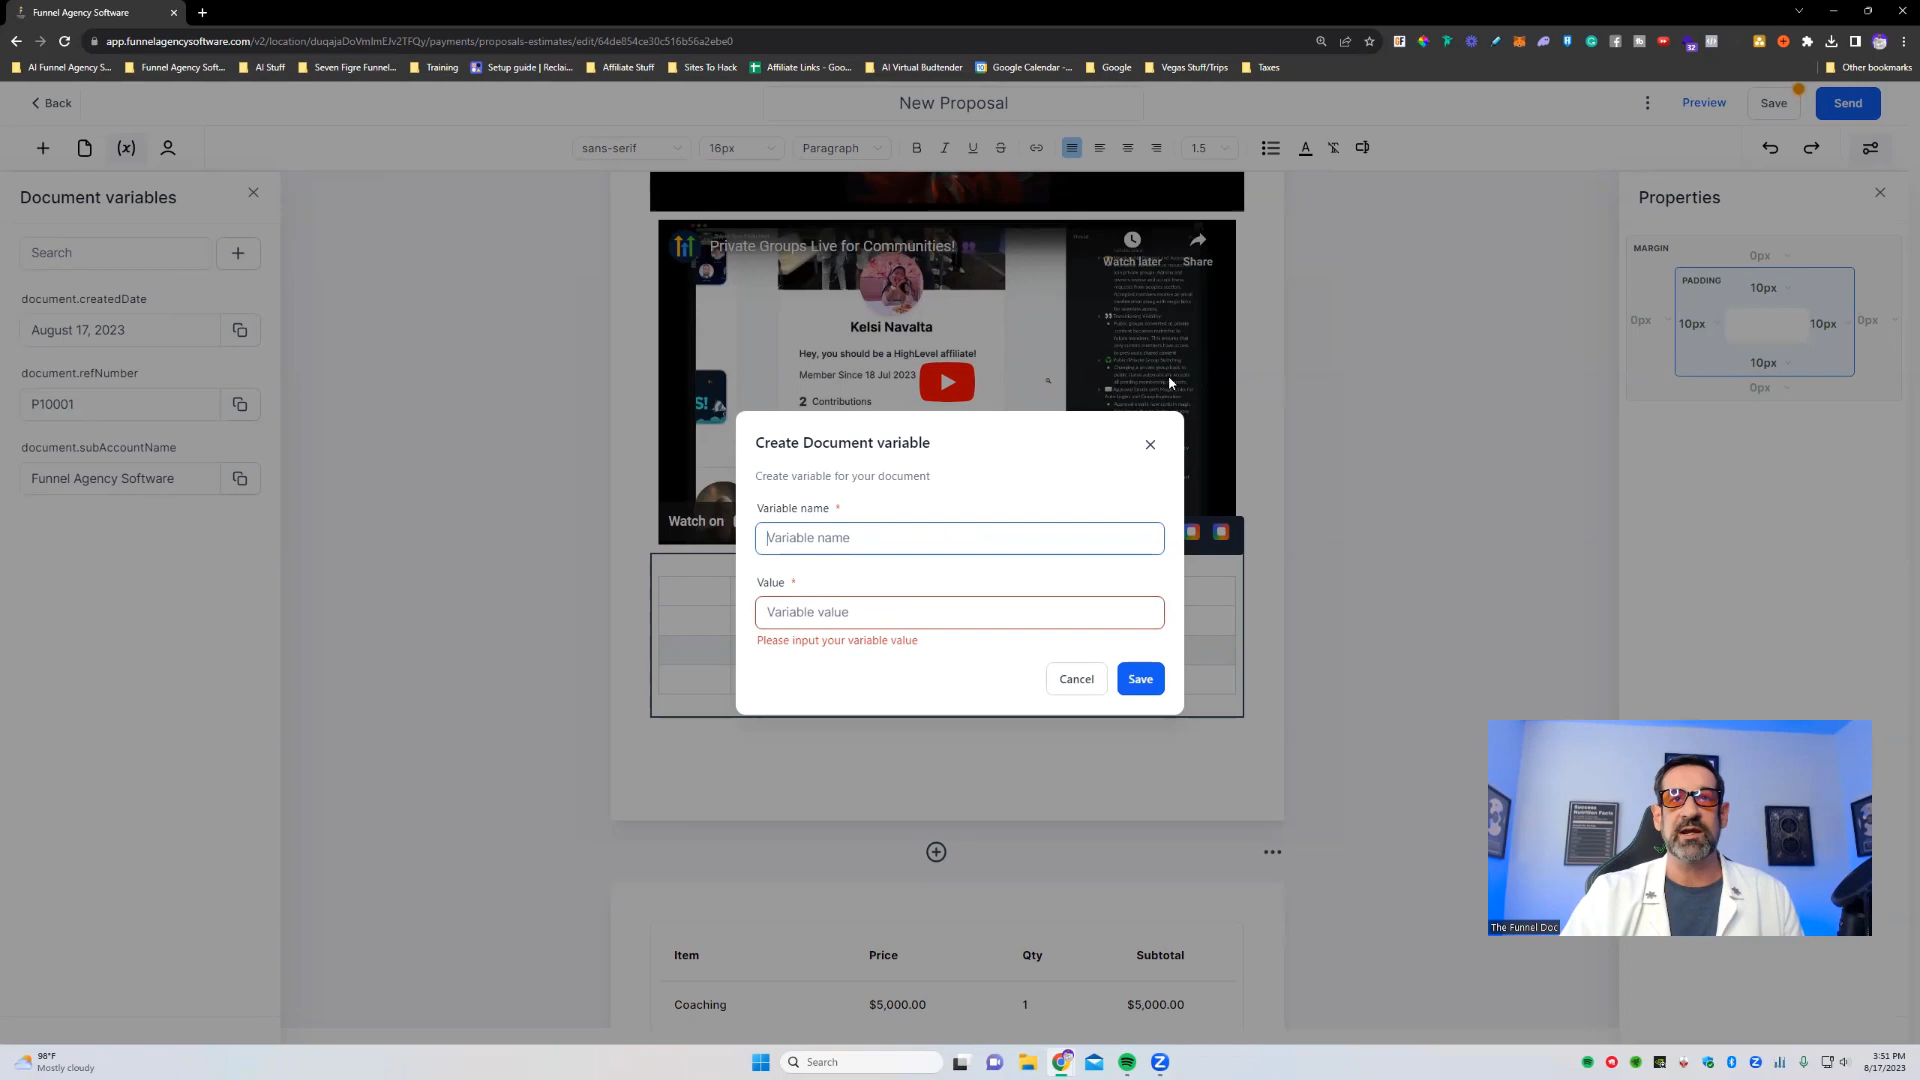 Funnel Agency Software
app.funnelagencysoftware.com/v2/location/duqajaDoVmImEJv2TFQy/payments/proposals-estimates/edit/64de854ce30c516b56a2ebe0
AI Funnel Agency S...
Funnel Agency Soft...
AI Stuff
Seven Figre Funnel...
Training
Setup guide | Reclai...
Affiliate Stuff
Sites To Hack
Affiliate Links - Goo...
AI Virtual Budtender
Google Calendar -...
Google
Vegas Stuff/Trips
Taxes
Other bookmarks
Back
New Proposal
Preview
Save
Send
(x)
sans-serif
16px
Paragraph
B I U S
1.5
A
Document variables
Search
document.createdDate
August 17, 2023
document.refNumber
P10001
document.subAccountName
Funnel Agency Software
Private Groups Live for Communities!
Watch later
Share
Kelsi Navalta
Hey, you should be a HighLevel affiliate!
Member Since 18 Jul 2023
2 Contributions
Watch on
Create Document variable
Create variable for your document
Variable name *
Variable name
Value *
Variable value
Please input your variable value
Cancel
Save
Item Price Qty Subtotal
Coaching $5,000.00 1 $5,000.00
Properties
MARGIN
0px
PADDING
10px
0px
10px
10px
0px
10px
0px
Success
Nutrition Facts
The Funnel Doc
98°F
Mostly cloudy
Search
3:51 PM
8/17/2023